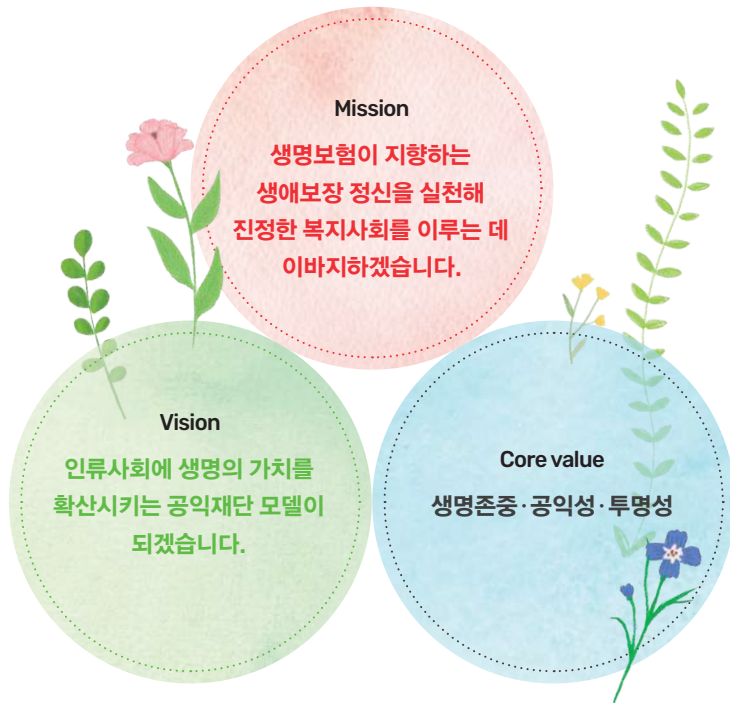 Mission
생명보험이 지향하는
생애보장 정신을 실천해
진정한 복지사회를 이루는 데
이바지하겠습니다.
Vision
인류사회에 생명의 가치를
확산시키는 공익재단 모델이
되겠습니다.
Core value
생명존중·공익성·투명성